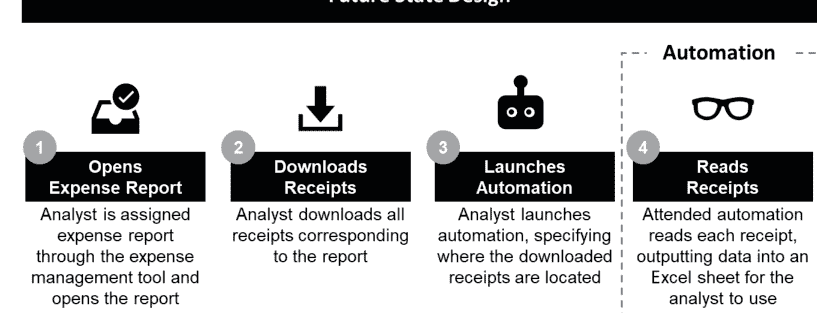 Future State Design
Automation
1
Opens
Expense Report
Analyst is assigned
expense report
through the expense
management tool and
opens the report
2
Downloads
Receipts
Analyst downloads all
receipts corresponding
to the report
3
Launches
Automation
Analyst launches
automation, specifying
where the downloaded
receipts are located
4
Reads
Receipts
Attended automation
reads each receipt,
outputting data into an
Excel sheet for the
analyst to use